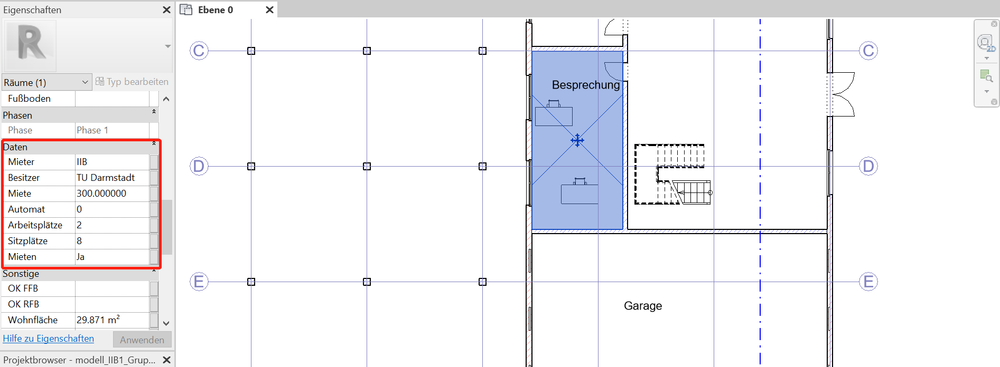 Eigenschaften
R
Räume (1)
Typ bearbeiten
Fußboden
Phasen
Phase Phase 1
Daten
Mieter IIB
Besitzer TU Darmstadt
Miete 300.000000
Automat 0
Arbeitsplätze 2
Sitzplätze 8
Mieten Ja
Sonstige
OK FFB
OK RFB
Wohnfläche 29.871 m²
Hilfe zu Eigenschaften
Anwenden
Projektbrowser - modell_IIB1_Grup...
Ebene 0
C C
Besprechung
D D
E E
Garage
2D